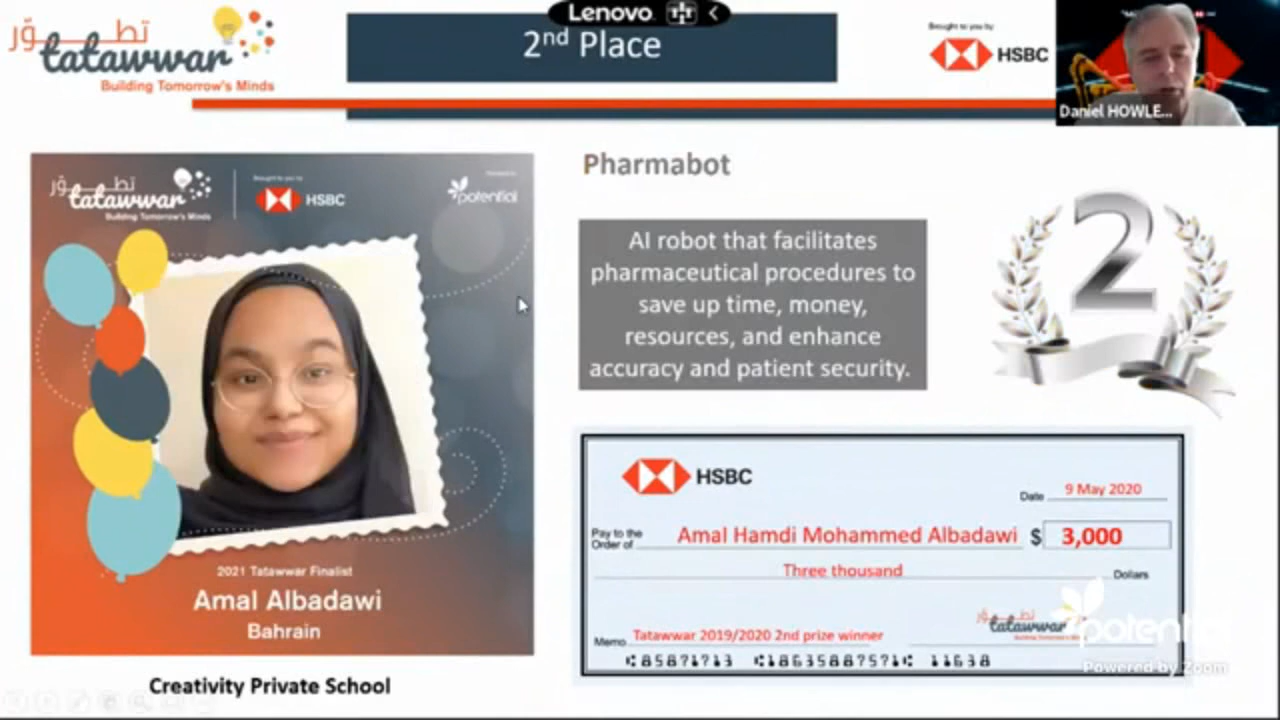 تطوّر
tatawwar
Building Tomorrow's Minds
Lenovo
2nd Place
Brought to you by
HSBC
Daniel HOWLE...
تطوّر
tatawwar
Building Tomorrow's Minds
Brought to you by
HSBC
potential
2021 Tatawwar Finalist
Amal Albadawi
Bahrain
Creativity Private School
Pharmabot
AI robot that facilitates
pharmaceutical procedures to
save up time, money,
resources, and enhance
accuracy and patient security.
2
HSBC
Date 9 May 2020
Pay to the
Order of Amal Hamdi Mohammed Albadawi $ 3,000
Three thousand Dollars
تطوّر
tatawwar
Memo Tatawwar 2019/2020 2nd prize winner
potential
Powered by Zoom